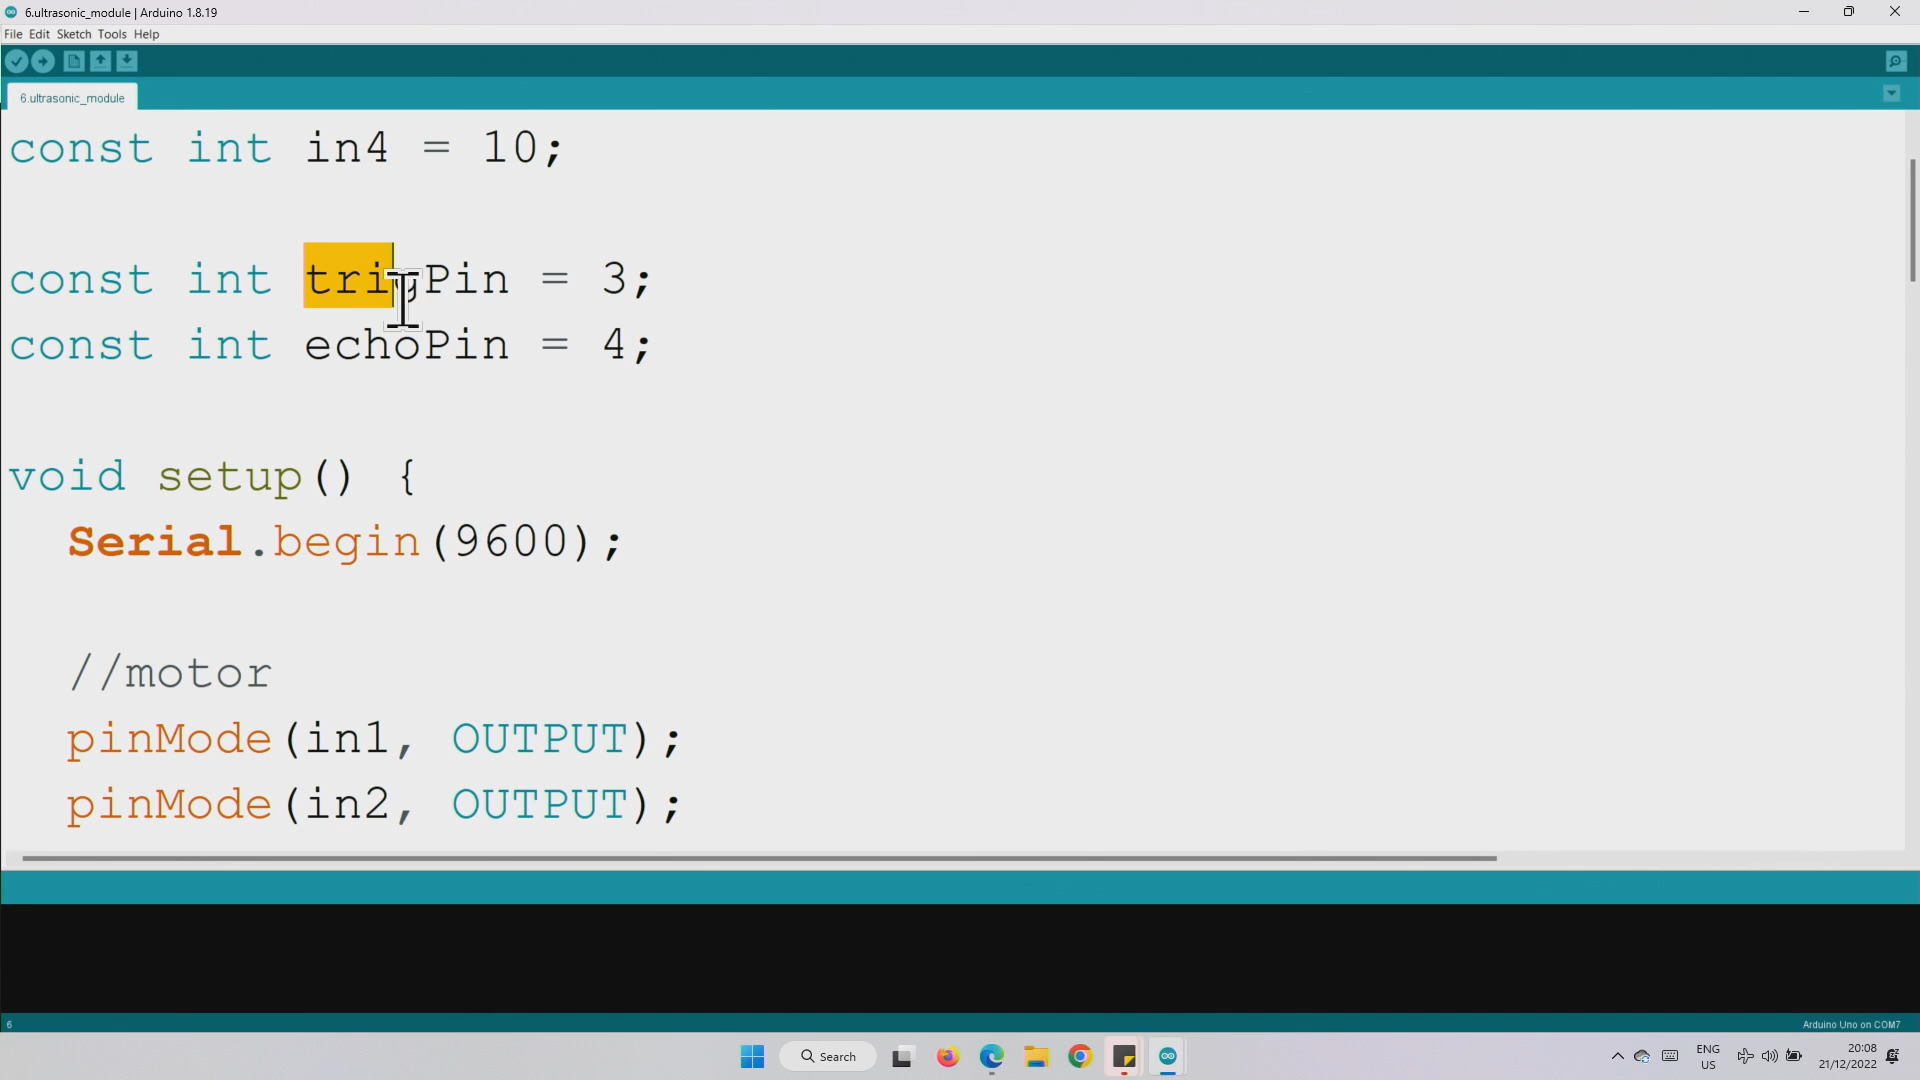 6.ultrasonic_module | Arduino 1.8.19
File Edit Sketch Tools Help
6.ultrasonic_module
const int in4 = 10;
const int trigPin = 3;
const int echoPin = 4;
void setup() {
Serial.begin(9600);
//motor
pinMode(in1, OUTPUT);
pinMode(in2, OUTPUT);
6
Arduino Uno on COM7
Search
ENG
US
20:08
21/12/2022